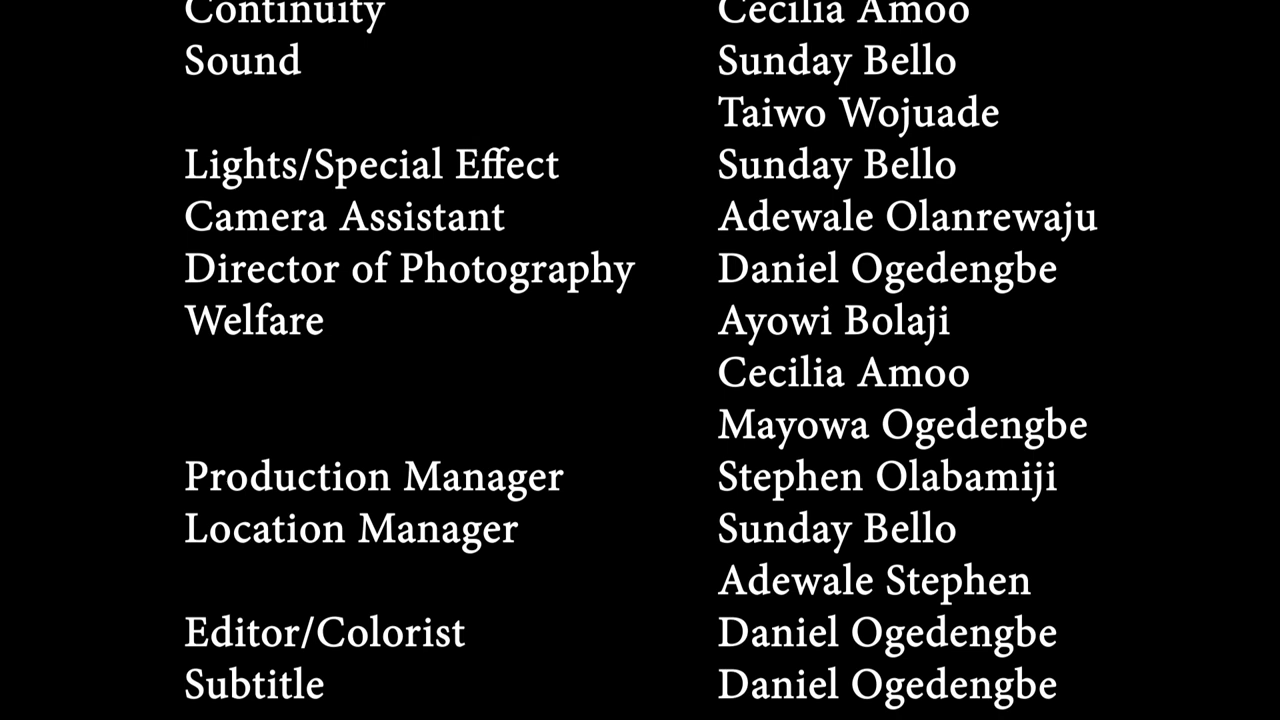 Continuity Cecilia Amoo
Sound Sunday Bello
Taiwo Wojuade
Lights/Special Effect Sunday Bello
Camera Assistant Adewale Olanrewaju
Director of Photography Daniel Ogedengbe
Welfare Ayowi Bolaji
Cecilia Amoo
Mayowa Ogedengbe
Production Manager Stephen Olabamiji
Location Manager Sunday Bello
Adewale Stephen
Editor/Colorist Daniel Ogedengbe
Subtitle Daniel Ogedengbe